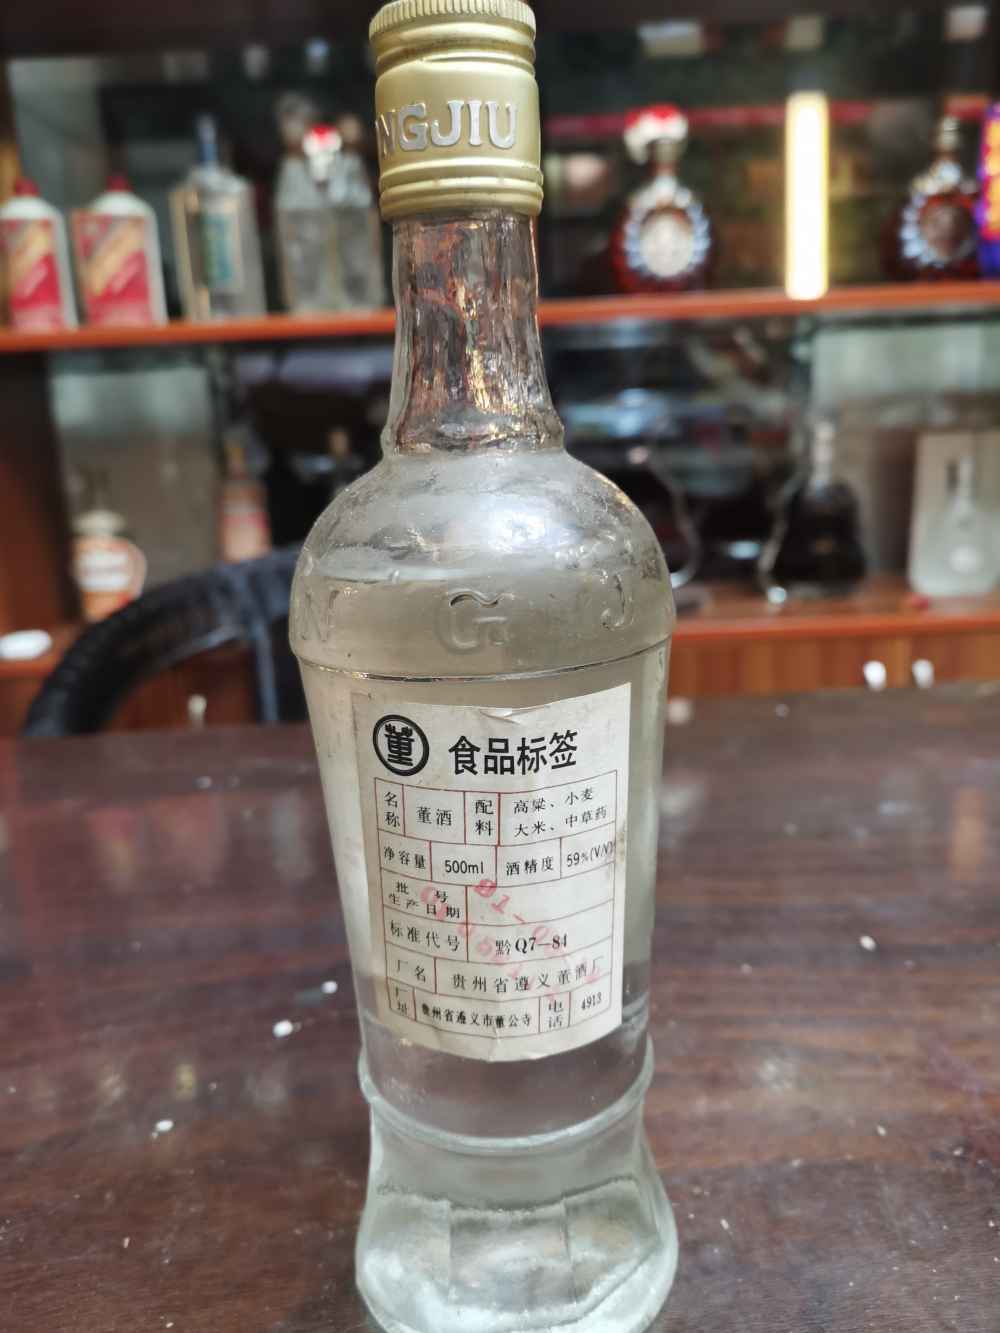 NGJIU
N G J
董 食品标签
名称 董酒 配料 高粱、小麦
大米、中草药
净容量 500ml 酒精度 59%(V/V)
批号
生产日期
标准代号 黔Q7—84
厂名 贵州省遵义董酒厂
厂址 贵州省遵义市董公寺 电话 4913